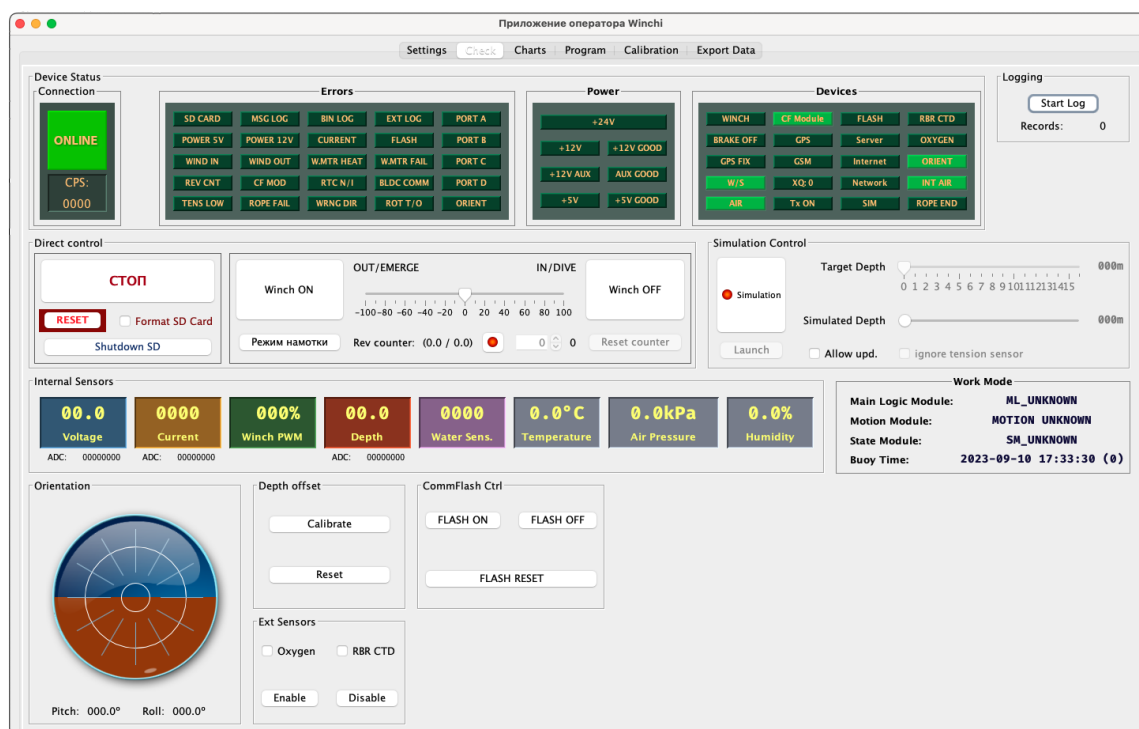 Приложение оператора Winchi
Settings Check Charts Program Calibration Export Data
Device Status
Connection
ONLINE
CPS:
0000
Errors
SD CARD MSG LOG BIN LOG EXT LOG PORT A
POWER 5V POWER 12V CURRENT FLASH PORT B
WIND IN WIND OUT W.MTR HEAT W.MTR FAIL PORT C
REV CNT CF MOD RTC N/I BLDC COMM PORT D
TENS LOW ROPE FAIL WRNG DIR ROT T/O ORIENT
Power
+24V
+12V +12V GOOD
+12V AUX AUX GOOD
+5V +5V GOOD
Devices
WINCH CF Module FLASH RBR CTD
BRAKE OFF GPS Server OXYGEN
GPS FIX GSM Internet ORIENT
W/S XQ: 0 Network INT AIR
AIR Tx ON SIM ROPE END
Logging
Start Log
Records: 0
Direct control
СТОП
RESET Format SD Card
Shutdown SD
Winch ON
OUT/EMERGE IN/DIVE
-100 -80 -60 -40 -20 0 20 40 60 80 100
Winch OFF
Режим намотки Rev counter: (0.0 / 0.0) 0 0 Reset counter
Simulation Control
Simulation
Target Depth 000m
0 1 2 3 4 5 6 7 8 9 10 11 12 13 14 15
Simulated Depth 000m
Launch Allow upd. ignore tension sensor
Internal Sensors
00.0 0000 000% 00.0 0000 0.0°C 0.0kPa 0.0%
Voltage Current Winch PWM Depth Water Sens. Temperature Air Pressure Humidity
ADC: 00000000 ADC: 00000000 ADC: 00000000
Work Mode
Main Logic Module: ML_UNKNOWN
Motion Module: MOTION UNKNOWN
State Module: SM_UNKNOWN
Buoy Time: 2023-09-10 17:33:30 (0)
Orientation
Pitch: 000.0° Roll: 000.0°
Depth offset
Calibrate
Reset
CommFlash Ctrl
FLASH ON FLASH OFF
FLASH RESET
Ext Sensors
Oxygen RBR CTD
Enable Disable